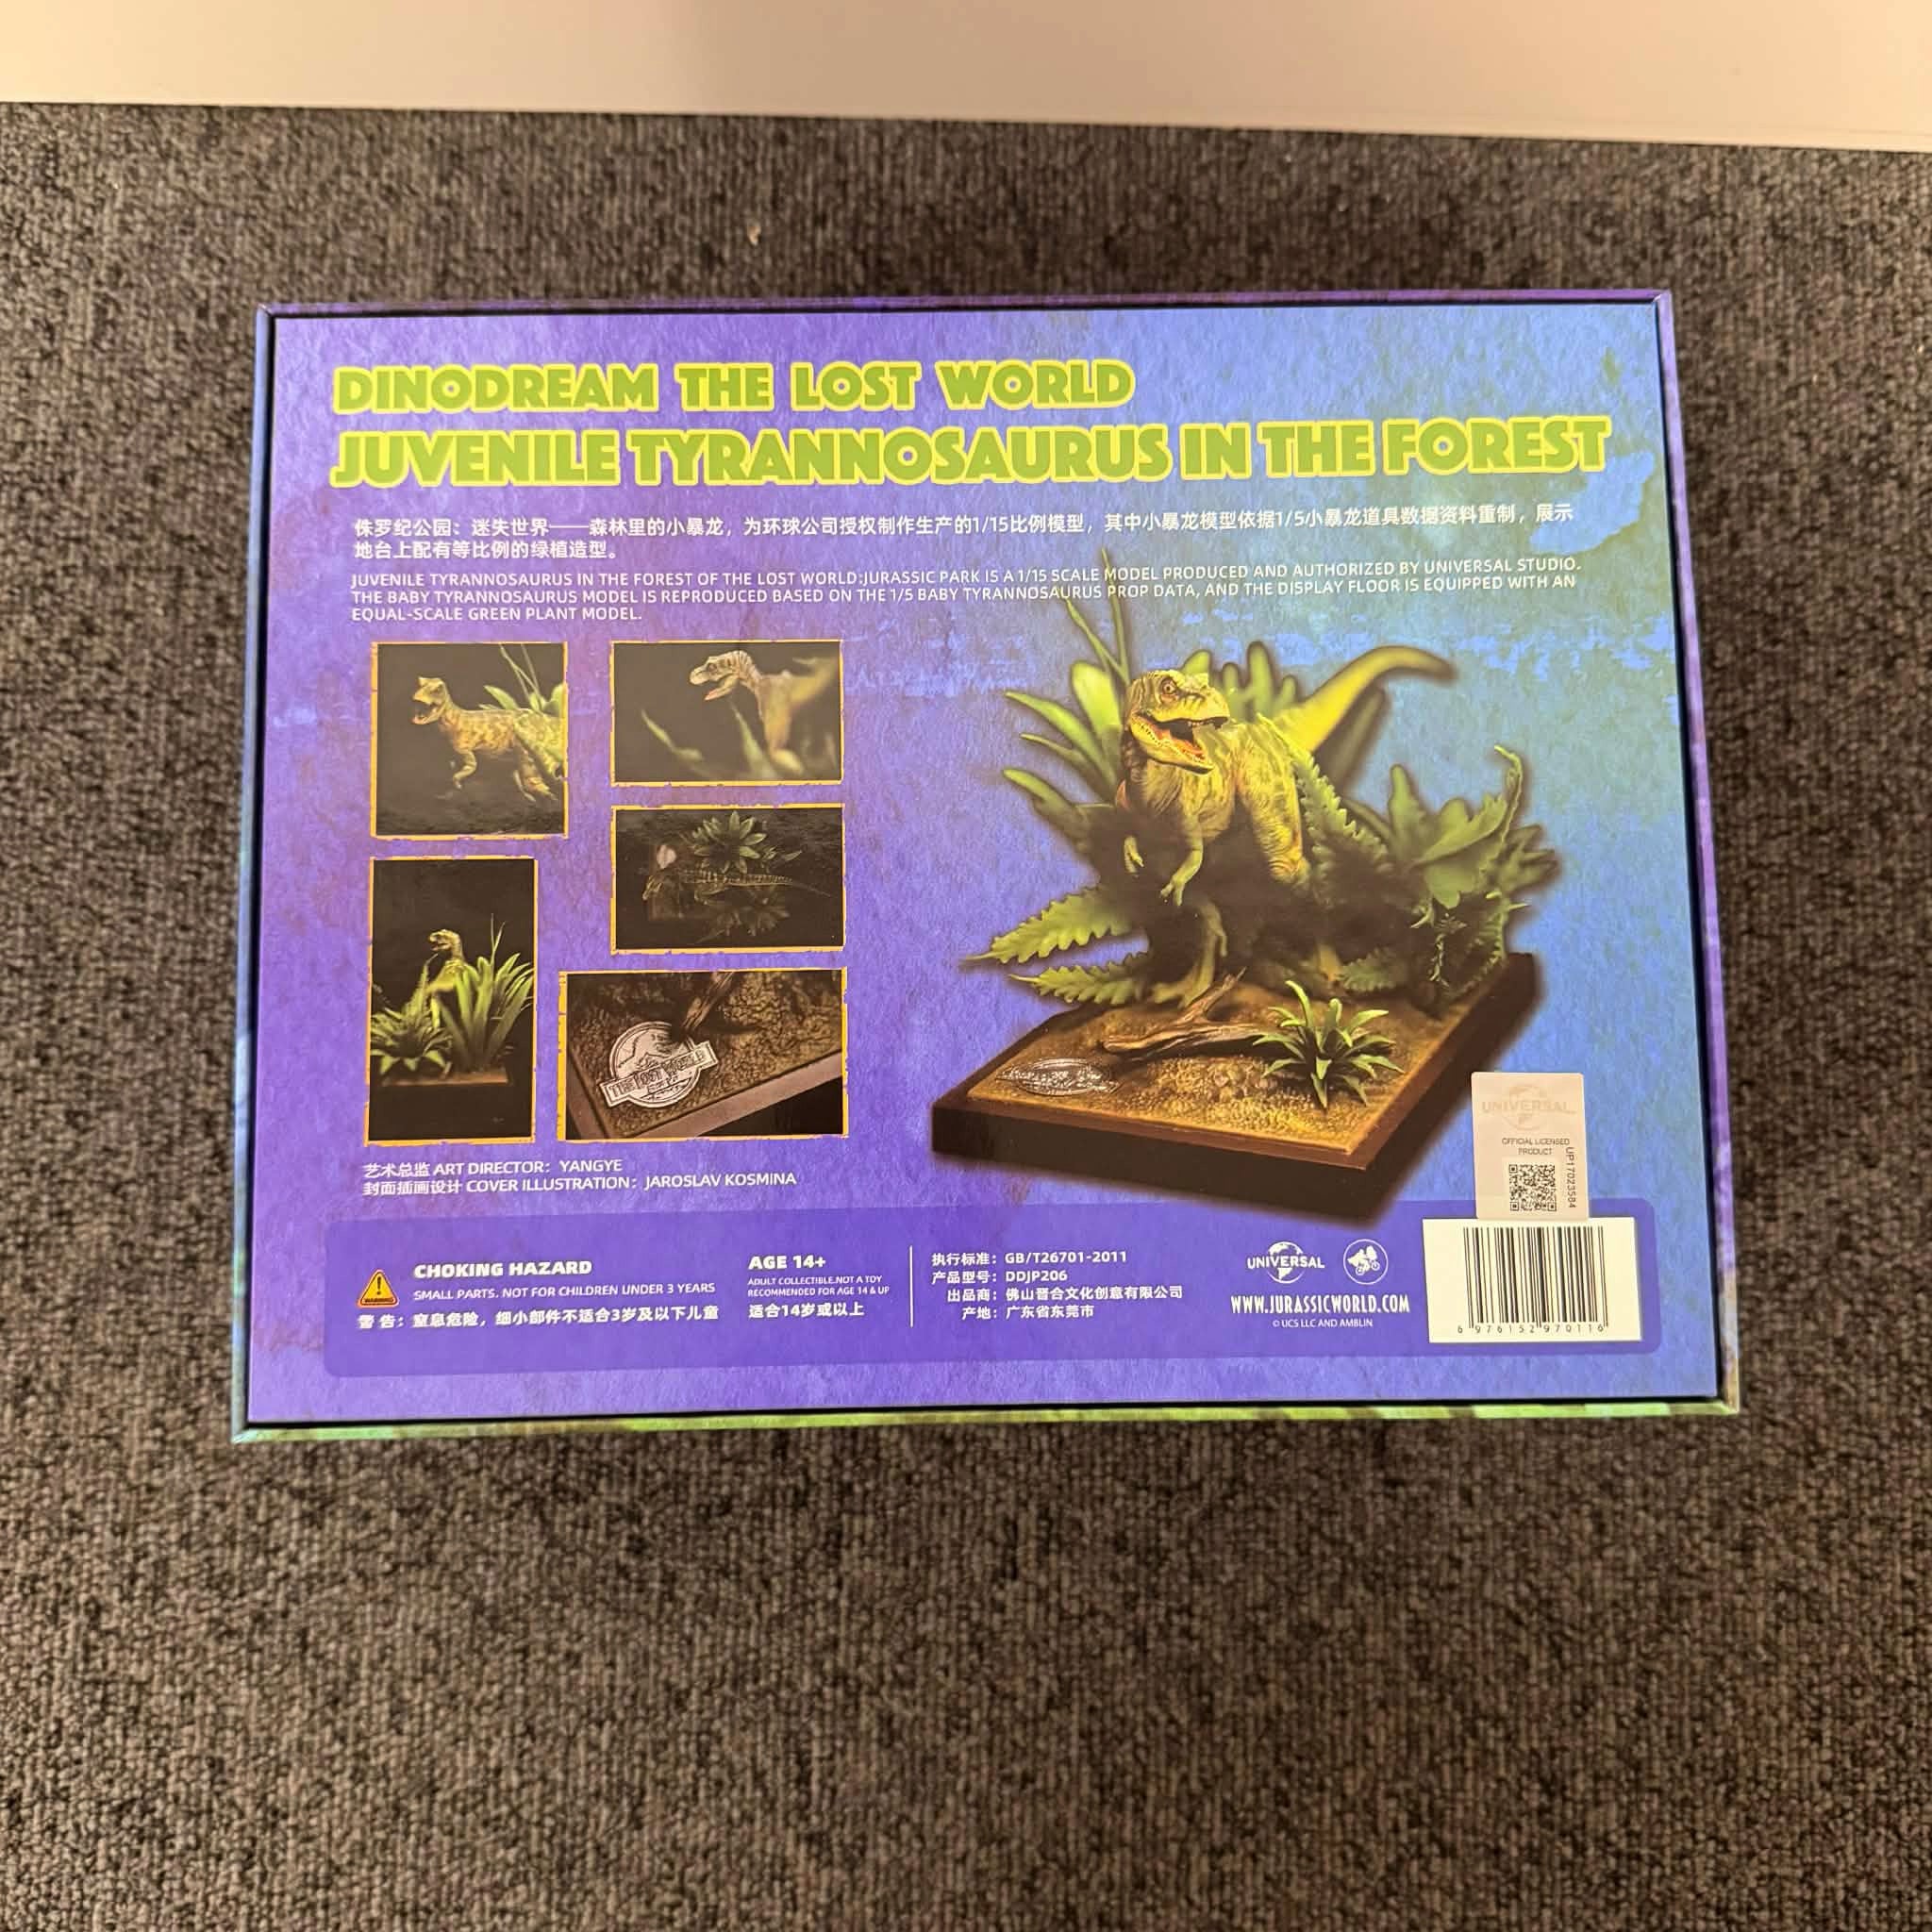 DINODREAM THE LOST WORLD
JUVENILE TYRANNOSAURUS IN THE FOREST
侏罗纪公园：迷失世界——森林里的小暴龙，为环球公司授权制作生产的1/15比例模型，其中小暴龙模型依据1/5小暴龙道具数据资料重制，展示
地台上配有等比例的绿植造型。
JUVENILE TYRANNOSAURUS IN THE FOREST OF THE LOST WORLD:JURASSIC PARK IS A 1/15 SCALE MODEL PRODUCED AND AUTHORIZED BY UNIVERSAL STUDIO.
THE BABY TYRANNOSAURUS MODEL IS REPRODUCED BASED ON THE 1/5 BABY TYRANNOSAURUS PROP DATA, AND THE DISPLAY FLOOR IS EQUIPPED WITH AN
EQUAL-SCALE GREEN PLANT MODEL.
THE LOST WORLD
艺术总监 ART DIRECTOR：YANGYE
封面插画设计 COVER ILLUSTRATION：JAROSLAV KOSMINA
UNIVERSAL
OFFICIAL LICENSED
PRODUCT
UP17023584
WARNING
CHOKING HAZARD
SMALL PARTS. NOT FOR CHILDREN UNDER 3 YEARS
警 告：窒息危险，细小部件不适合3岁及以下儿童
AGE 14+
ADULT COLLECTIBLE.NOT A TOY
RECOMMENDED FOR AGE 14 & UP
适合14岁或以上
执行标准：GB/T26701-2011
产品型号：DDJP206
出品商：佛山晋合文化创意有限公司
产地：广东省东莞市
UNIVERSAL
WWW.JURASSICWORLD.COM
© UCS LLC AND AMBLIN
6 976152 970116